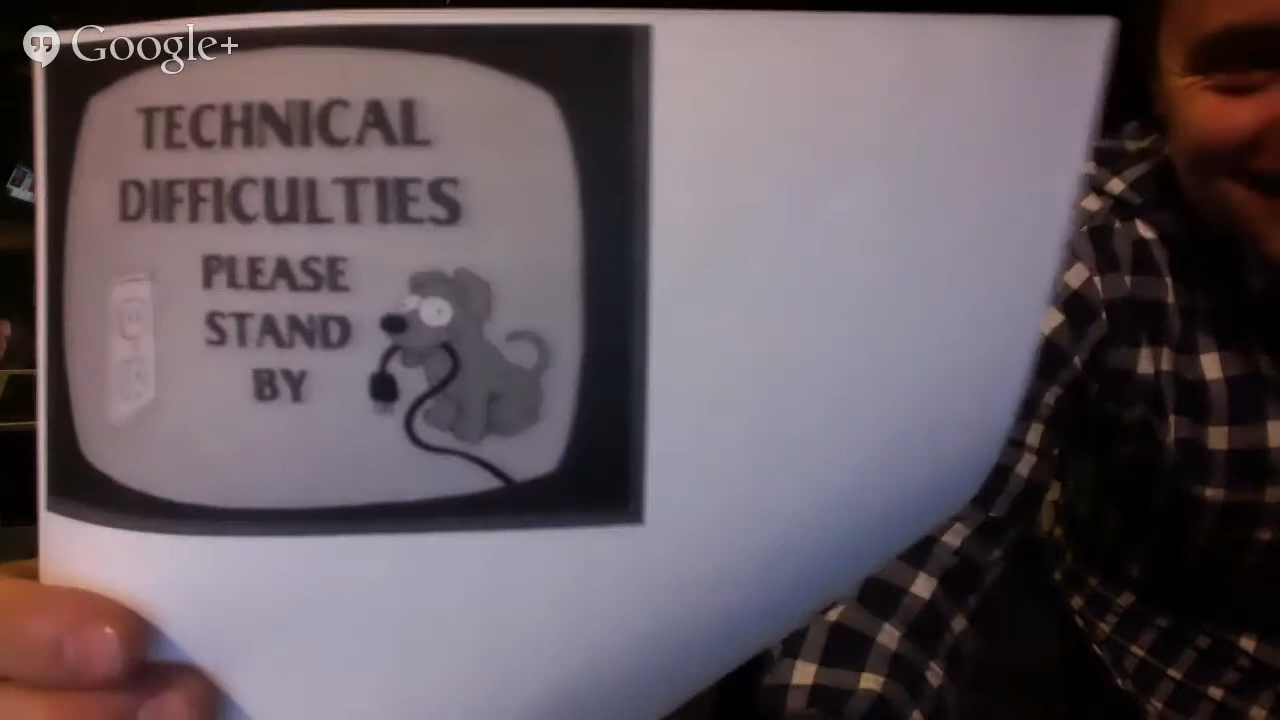 Google+
TECHNICAL
DIFFICULTIES
PLEASE
STAND
BY